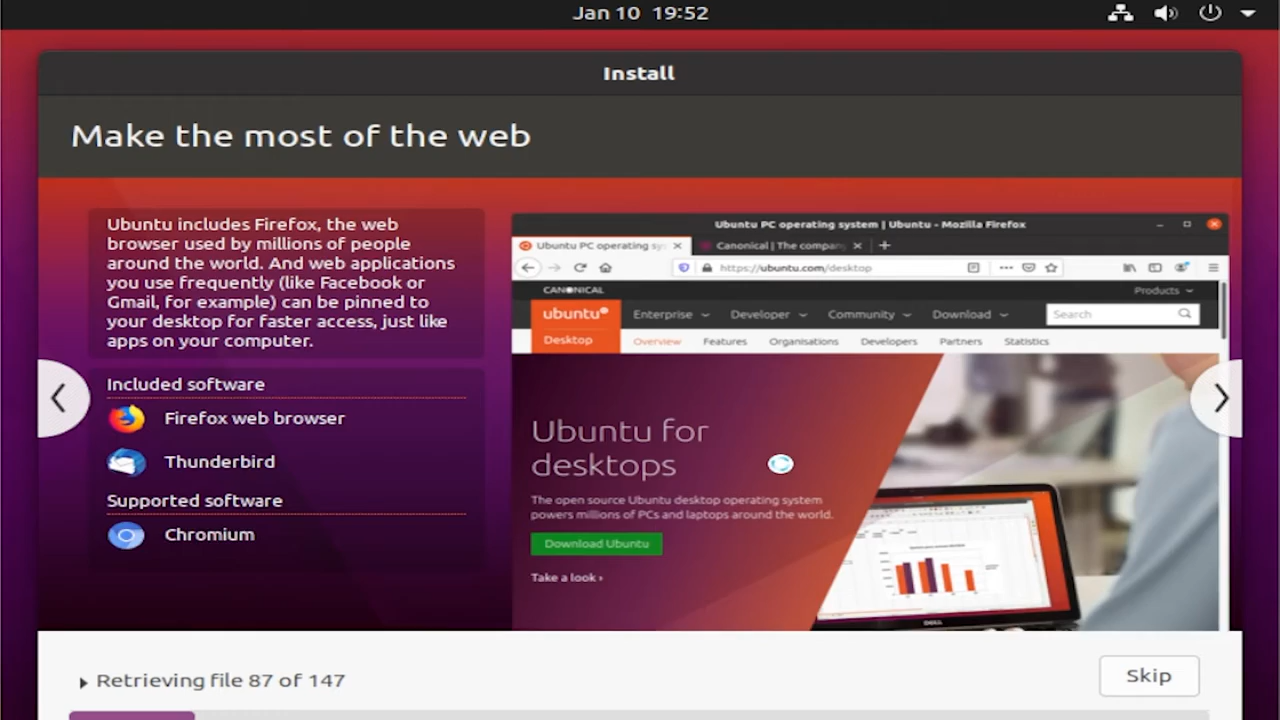 Jan 10 19:52
Install
Make the most of the web
Ubuntu includes Firefox, the web
browser used by millions of people
around the world. And web applications
you use frequently (like Facebook or
Gmail, for example) can be pinned to
your desktop for faster access, just like
apps on your computer.
Included software
Firefox web browser
Thunderbird
Supported software
Chromium
Ubuntu PC operating system | Ubuntu - Mozilla Firefox
Ubuntu PC operating sy
Canonical | The company
https://ubuntu.com/desktop
CANONICAL
Products
ubuntu
Enterprise
Developer
Community
Download
Search
Desktop
Overview
Features
Organisations
Developers
Partners
Statistics
Ubuntu for
desktops
The open source Ubuntu desktop operating system
powers millions of PCs and laptops around the world.
Download Ubuntu
Take a look ›
DELL
Retrieving file 87 of 147
Skip